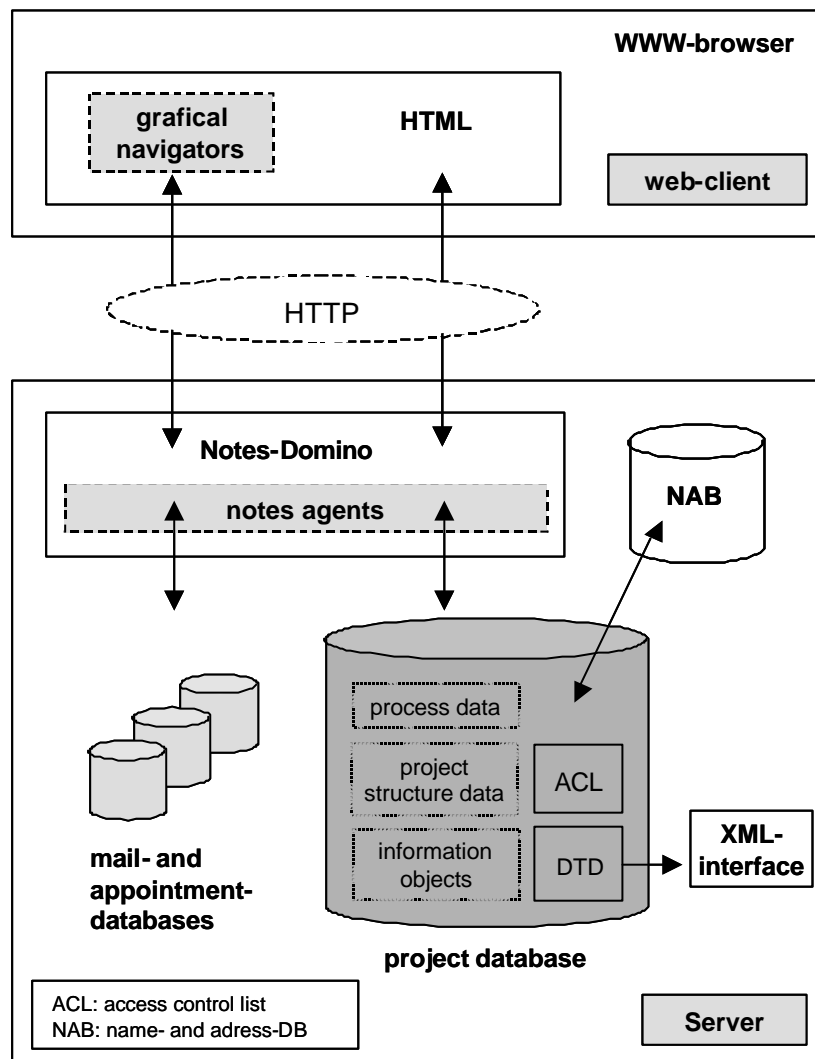 WWW-browser
grafical
navigators
HTML
web-client
HTTP
Notes-Domino
notes agents
NAB
process data
project
structure data
ACL
information
objects
DTD
XML-
interface
mail- and
appointment-
databases
project database
ACL: access control list
NAB: name- and adress-DB
Server